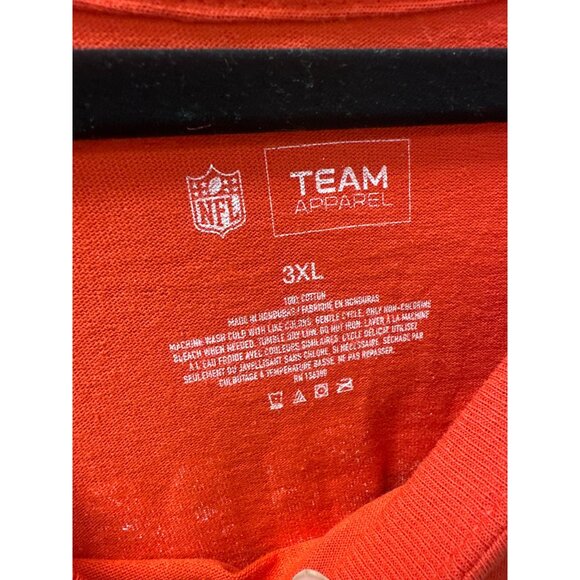 NFL
TEAM
APPAREL
3XL
100% COTTON
MADE IN HONDURAS / FABRIQUÉ EN HONDURAS
MACHINE WASH COLD WITH LIKE COLORS, GENTLE CYCLE, ONLY NON-CHLORINE
BLEACH WHEN NEEDED. TUMBLE DRY LOW. DO NOT IRON. LAVER À LA MACHINE
À L'EAU FROIDE AVEC COULEURS SIMILAIRES. CYCLE DÉLICAT. UTILISEZ
SEULEMENT DU JAVELLISANT SANS CHLORE, SI NÉCESSAIRE. SÉCHAGE PAR
CULBUTAGE À TEMPÉRATURE BASSE. NE PAS REPASSER.
RN